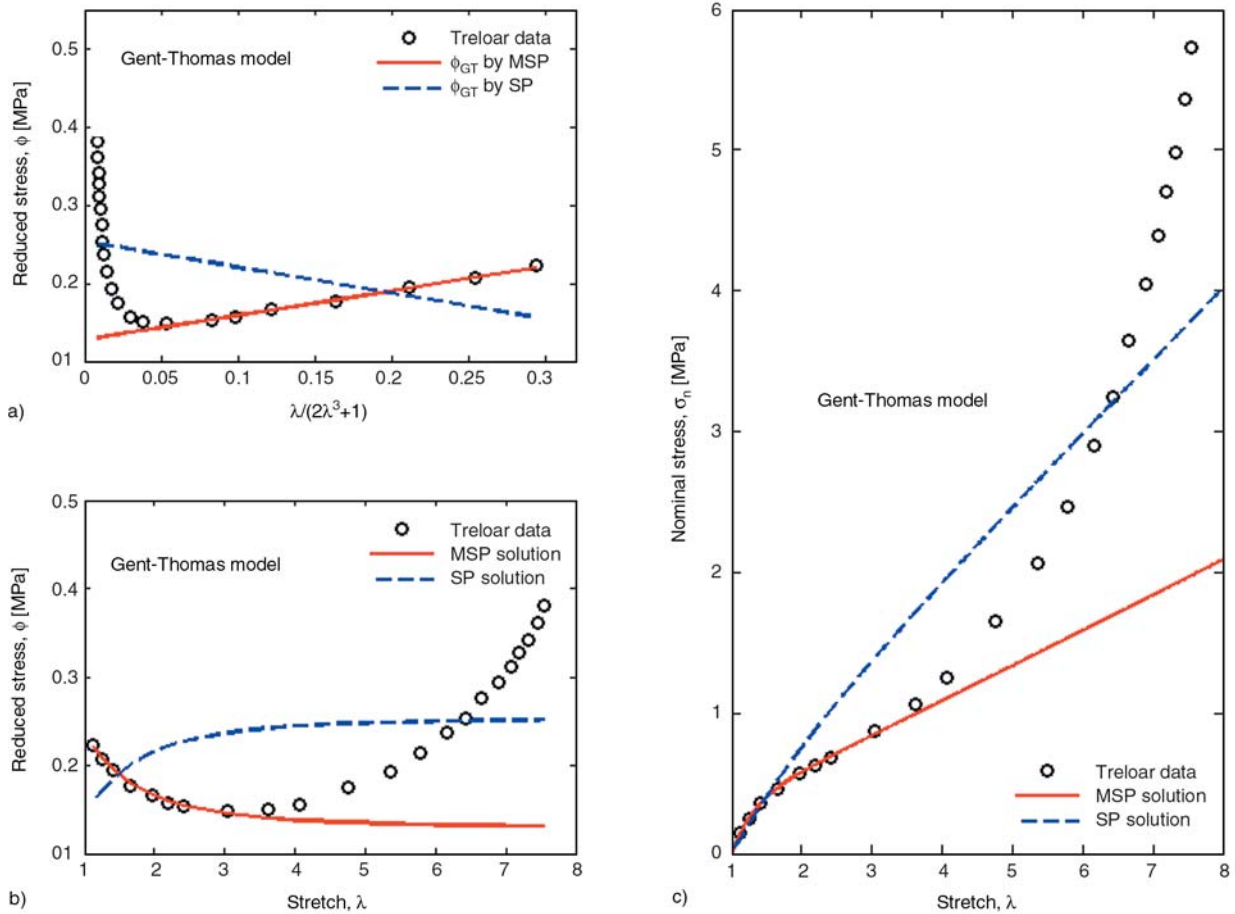 0.5
0.4
0.3
0.2
01
Reduced stress, ϕ [MPa]
Gent-Thomas model
Treloar data
ϕGT by MSP
ϕGT by SP
0 0.05 0.1 0.15 0.2 0.25 0.3
λ/(2λ³+1)
a)
0.5
0.4
0.3
0.2
01
Reduced stress, ϕ [MPa]
Gent-Thomas model
Treloar data
MSP solution
SP solution
1 2 3 4 5 6 7 8
Stretch, λ
b)
6
5
4
3
2
1
0
Nominal stress, σn [MPa]
Gent-Thomas model
Treloar data
MSP solution
SP solution
1 2 3 4 5 6 7 8
Stretch, λ
c)